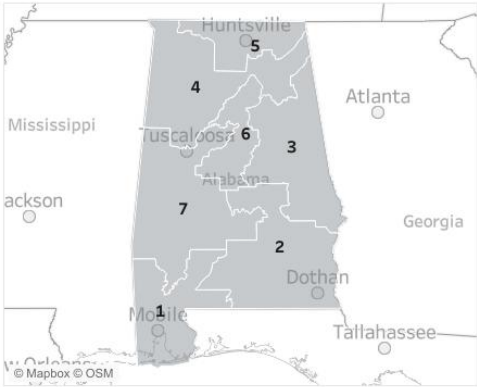 Huntsville
5
4
Atlanta
Mississippi
Tuscaloosa
6
3
Alabama
ackson
7
Georgia
2
Dothan
1
Mobile
Tallahassee
w Orleans
© Mapbox © OSM